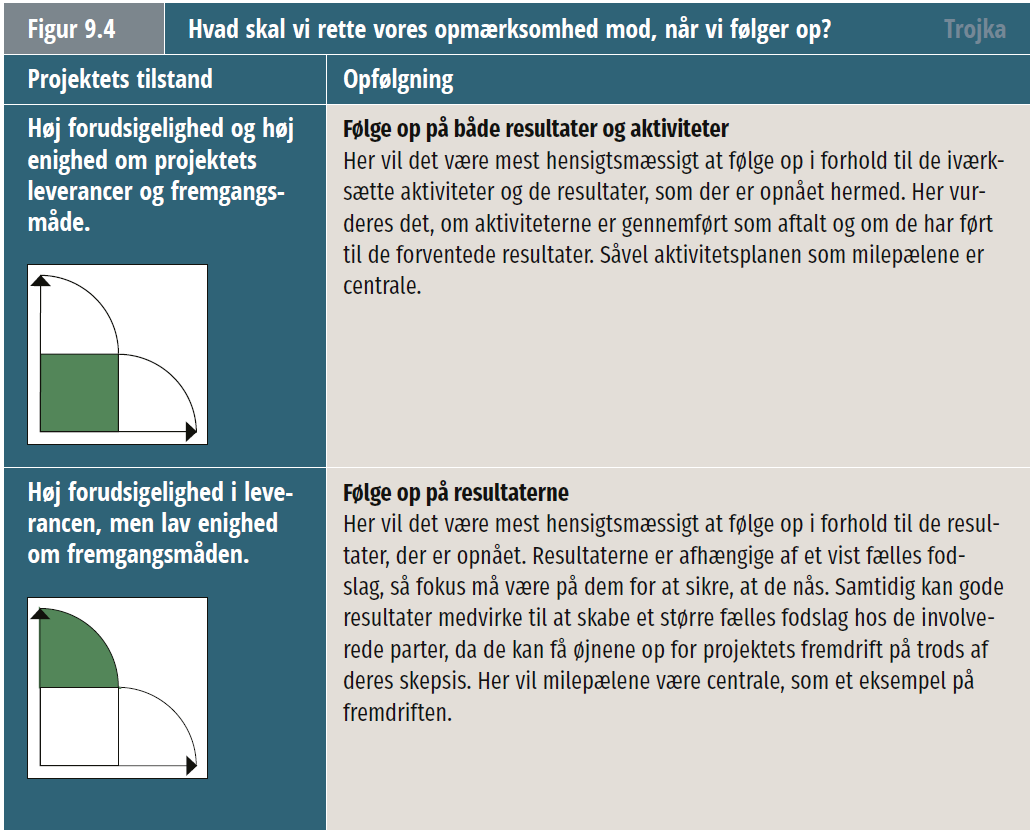 Figur 9.4 Hvad skal vi rette vores opmærksomhed mod, når vi følger op? Trojka
Projektets tilstand Opfølgning
Høj forudsigelighed og høj
enighed om projektets
leverancer og fremgangs-
måde.
Følge op på både resultater og aktiviteter
Her vil det være mest hensigtsmæssigt at følge op i forhold til de iværk-
sætte aktiviteter og de resultater, som der er opnået hermed. Her vur-
deres det, om aktiviteterne er gennemført som aftalt og om de har ført
til de forventede resultater. Såvel aktivitetsplanen som milepælene er
centrale.
Høj forudsigelighed i leve-
rancen, men lav enighed
om fremgangsmåden.
Følge op på resultaterne
Her vil det være mest hensigtsmæssigt at følge op i forhold til de resul-
tater, der er opnået. Resultaterne er afhængige af et vist fælles fod-
slag, så fokus må være på dem for at sikre, at de nås. Samtidig kan gode
resultater medvirke til at skabe et større fælles fodslag hos de involve-
rede parter, da de kan få øjnene op for projektets fremdrift på trods af
deres skepsis. Her vil milepælene være centrale, som et eksempel på
fremdriften.